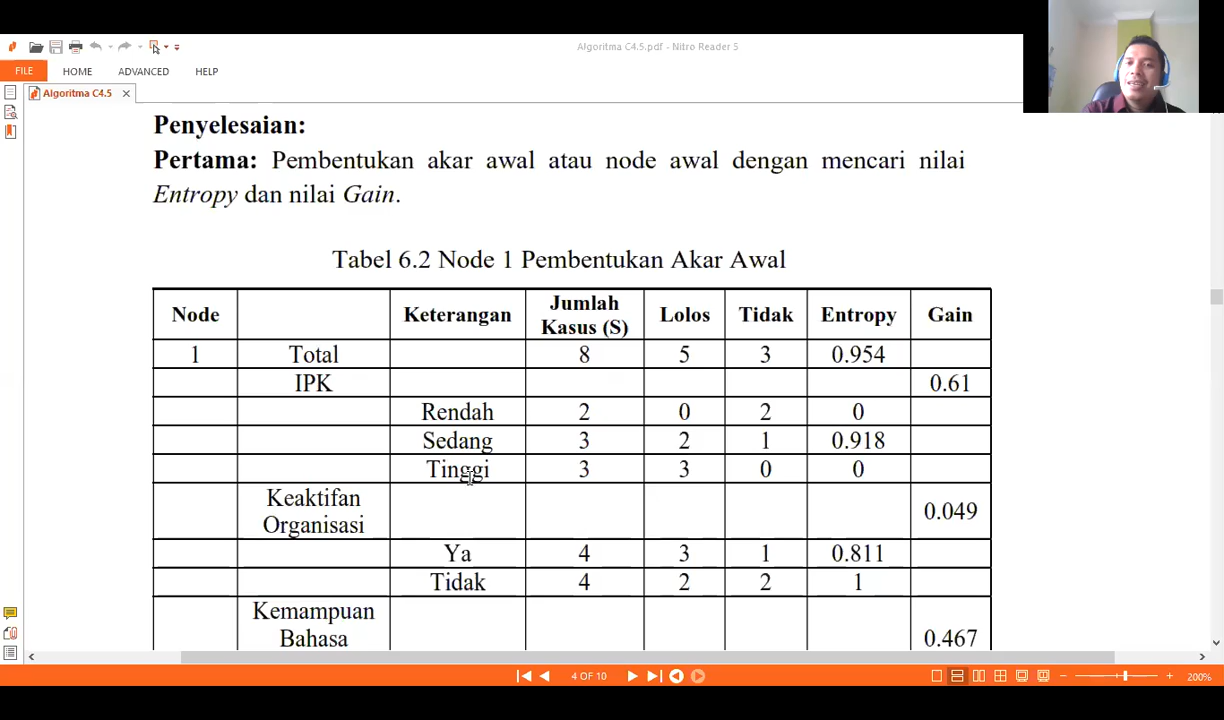 Algoritma C4.5.pdf - Nitro Reader 5
FILE HOME ADVANCED HELP
Algoritma C4.5
Penyelesaian:
Pertama: Pembentukan akar awal atau node awal dengan mencari nilai
Entropy dan nilai Gain.
Tabel 6.2 Node 1 Pembentukan Akar Awal
Node Keterangan Jumlah Kasus (S) Lolos Tidak Entropy Gain
1 Total 8 5 3 0.954
IPK 0.61
Rendah 2 0 2 0
Sedang 3 2 1 0.918
Tinggi 3 3 0 0
Keaktifan
Organisasi 0.049
Ya 4 3 1 0.811
Tidak 4 2 2 1
Kemampuan
Bahasa 0.467
4 OF 10
200%